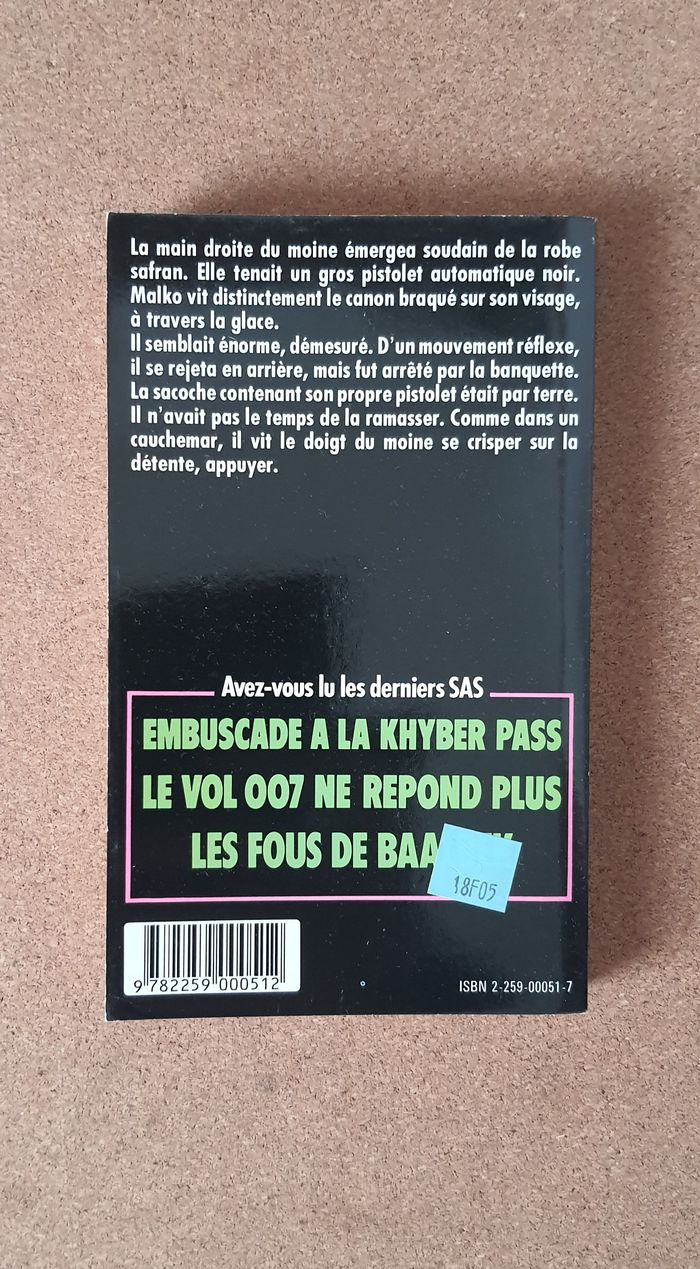 La main droite du moine émergea soudain de la robe
safran. Elle tenait un gros pistolet automatique noir.
Malko vit distinctement le canon braqué sur son visage,
à travers la glace.
Il semblait énorme, démesuré. D'un mouvement réflexe,
il se rejeta en arrière, mais fut arrêté par la banquette.
La sacoche contenant son propre pistolet était par terre.
Il n'avait pas le temps de la ramasser. Comme dans un
cauchemar, il vit le doigt du moine se crisper sur la
détente, appuyer.
Avez-vous lu les derniers SAS
EMBUSCADE A LA KHYBER PASS
LE VOL 007 NE REPOND PLUS
LES FOUS DE
18F05
9 782259 000512
ISBN 2-259-00051-7